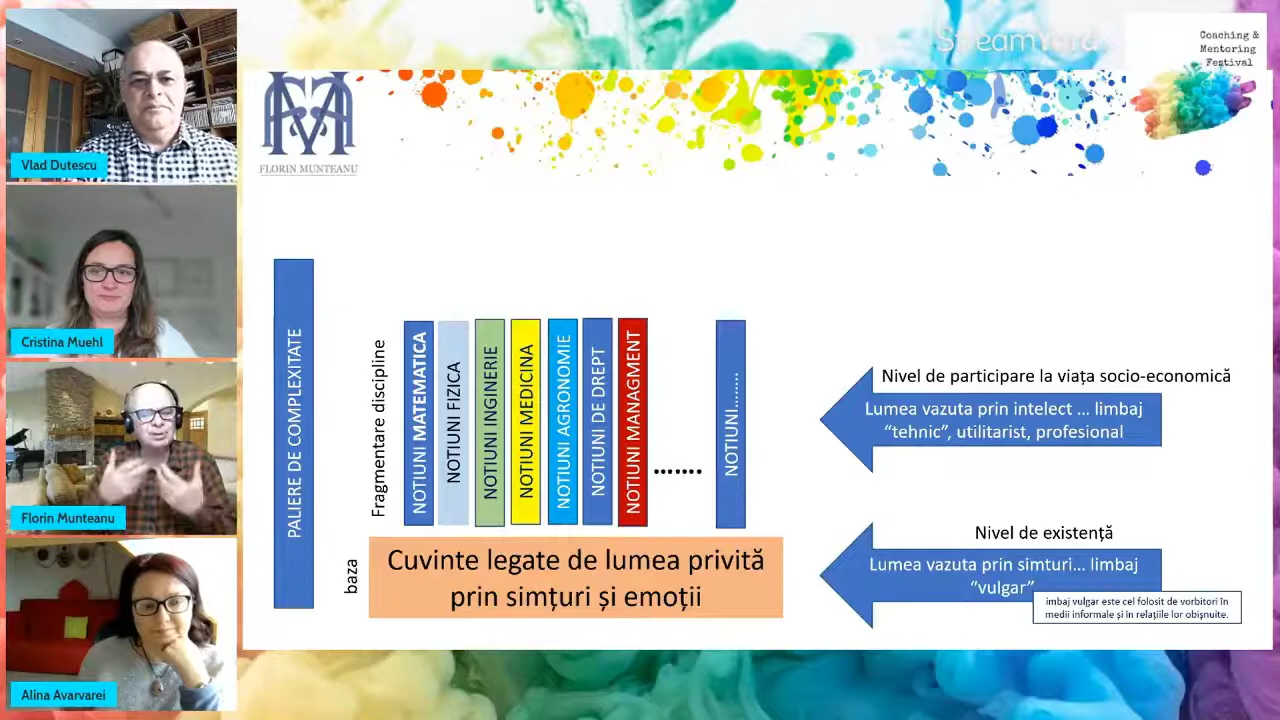 Vlad Dutescu
Cristina Muehl
Florin Munteanu
Alina Avarvarei
StreamYard
Coaching &
Mentoring
Festival
FLORIN MUNTEANU
PALIERE DE COMPLEXITATE
Fragmentare discipline
NOTIUNI MATEMATICA
NOTIUNI FIZICA
NOTIUNI INGINERIE
NOTIUNI MEDICINA
NOTIUNI AGRONOMIE
NOTIUNI DE DREPT
NOTIUNI MANAGMENT
.......
NOTIUNI........
baza
Cuvinte legate de lumea privită
prin simțuri și emoții
Nivel de participare la viața socio-economică
Lumea vazuta prin intelect ... limbaj
“tehnic”, utilitarist, profesional
Nivel de existență
Lumea vazuta prin simturi... limbaj
“vulgar”
imbaj vulgar este cel folosit de vorbitori în
medii informale și în relațiile lor obișnuite.